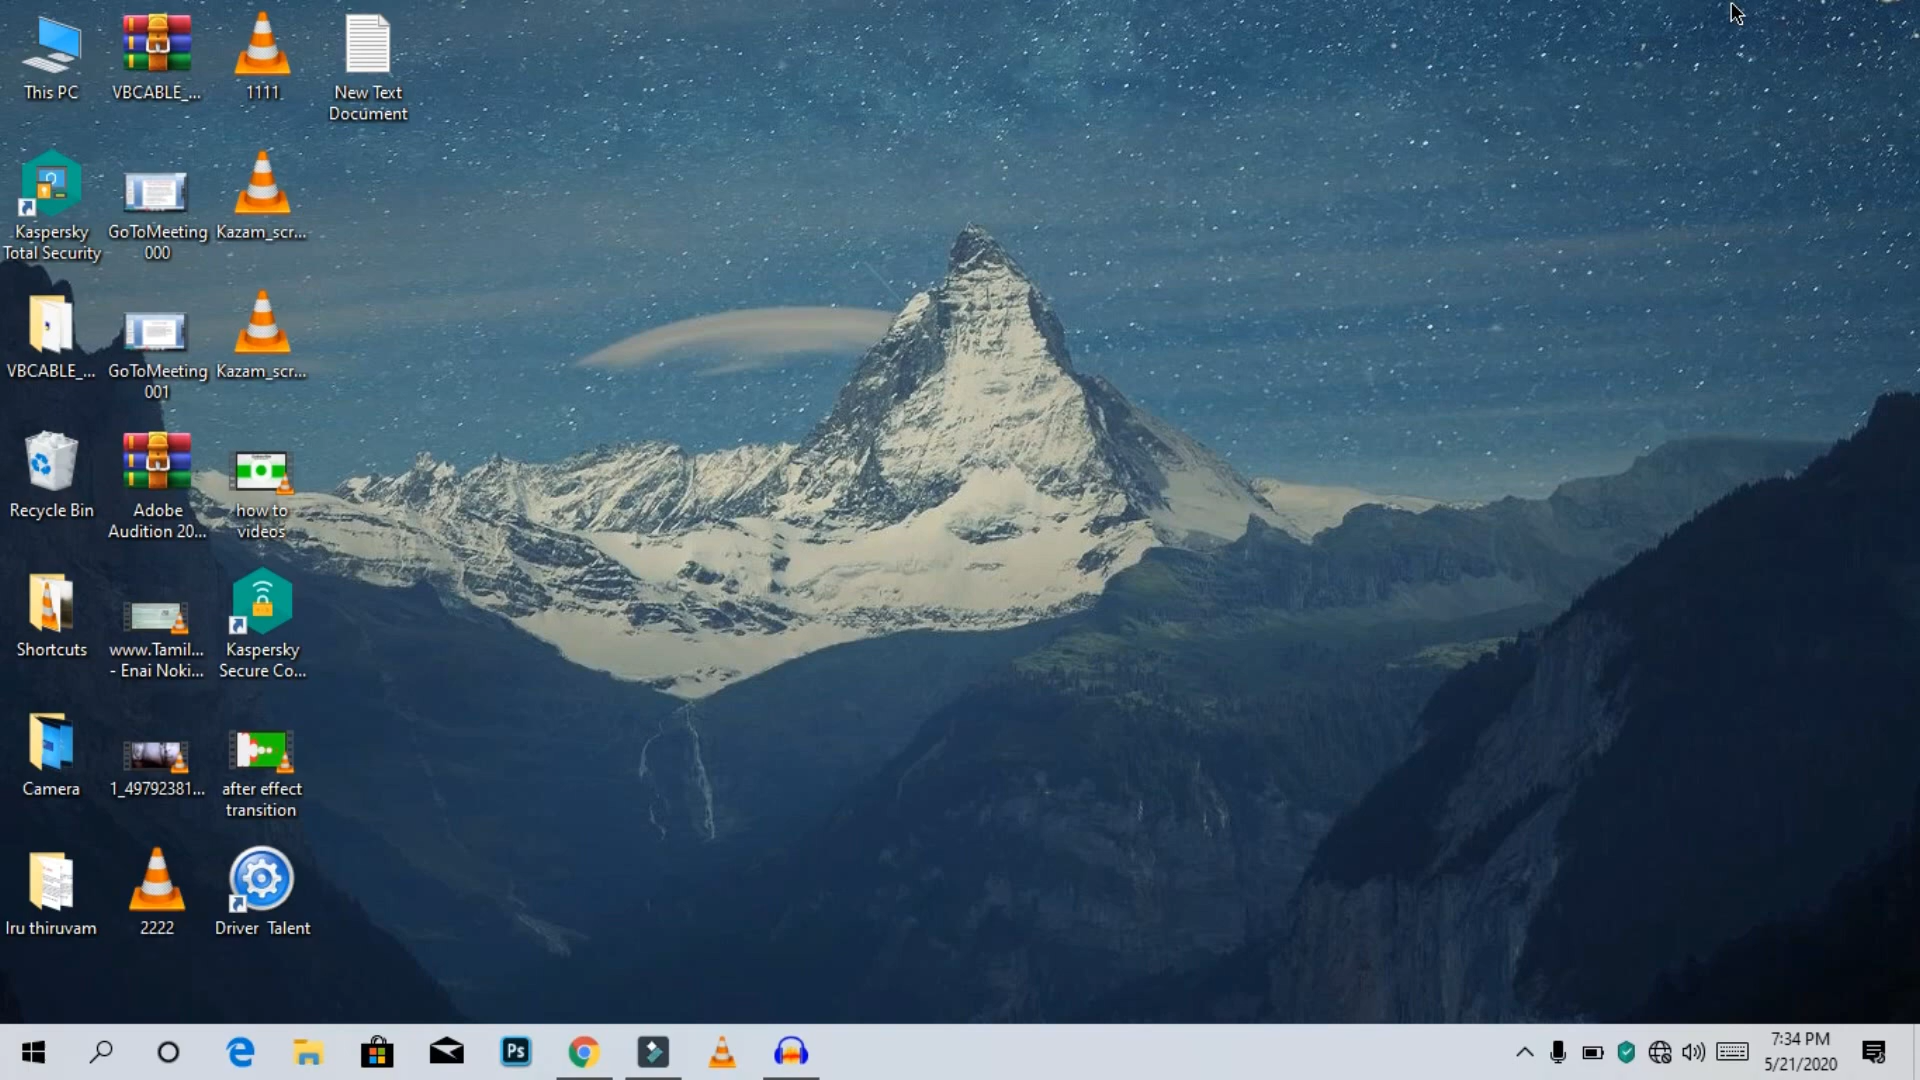 This PC
VBCABLE_...
1111
New Text
Document
Kaspersky
Total Security
GoToMeeting
000
Kazam_scr...
VBCABLE_...
GoToMeeting
001
Kazam_scr...
Recycle Bin
Adobe
Audition 20...
how to
videos
Shortcuts
www.Tamil...
- Enai Noki...
Kaspersky
Secure Co...
Camera
1_49792381...
after effect
transition
Iru thiruvam
2222
Driver Talent
Ps
7:34 PM
5/21/2020